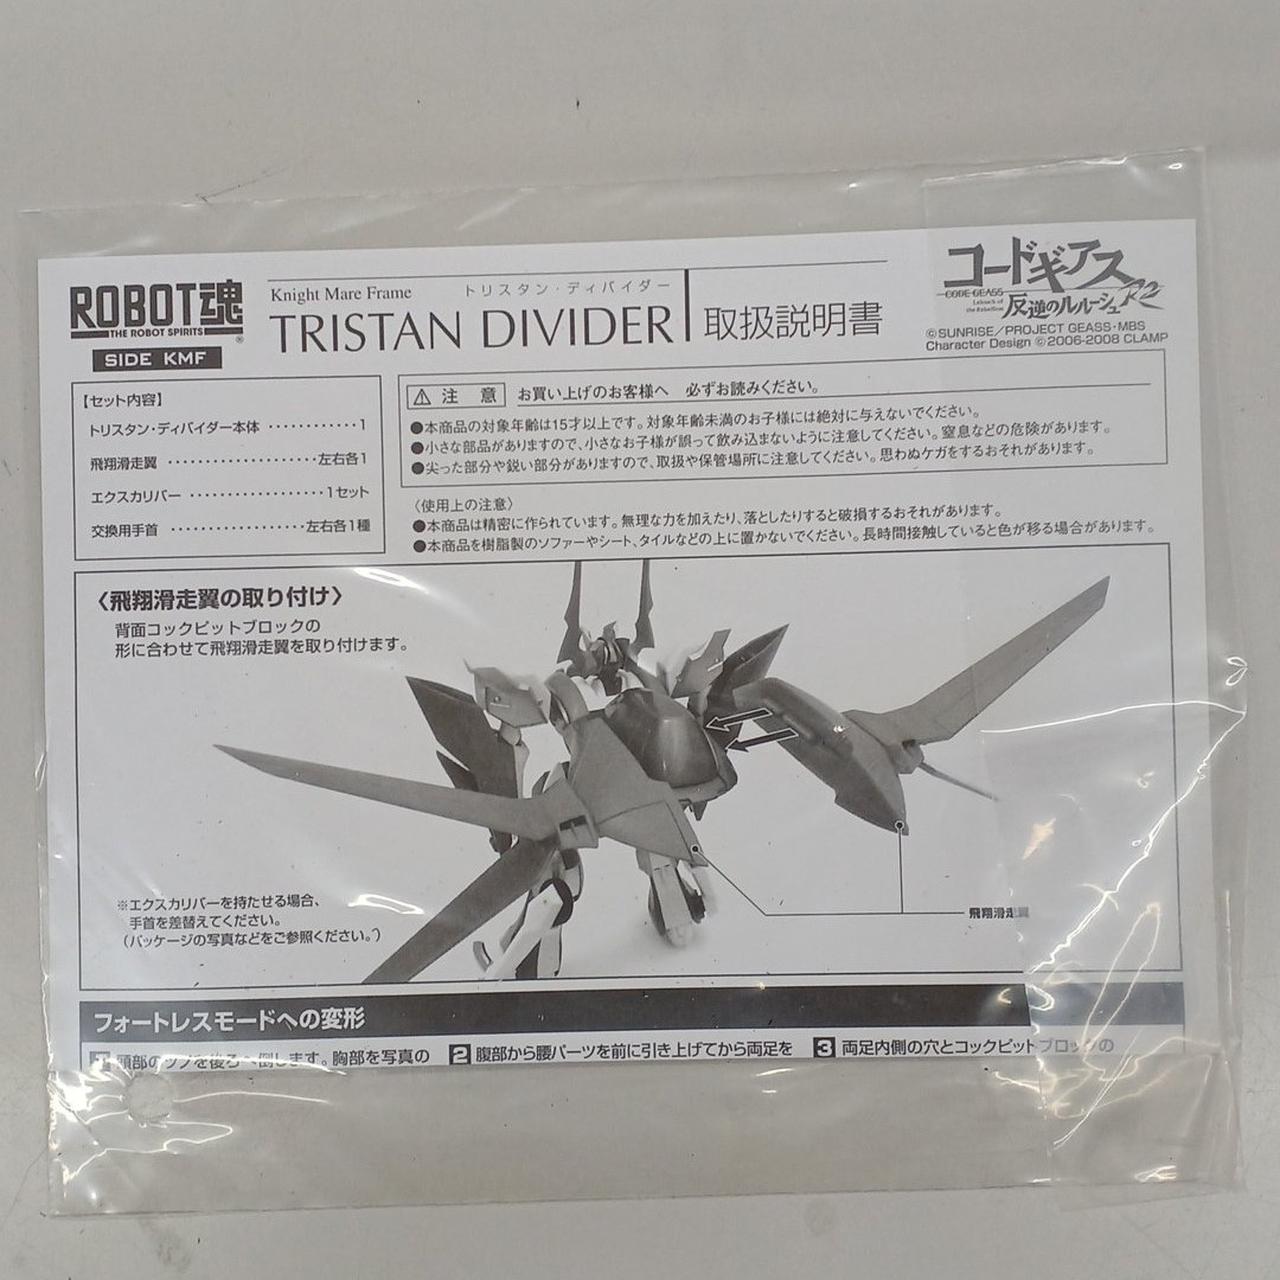 ROBOT魂
THE ROBOT SPIRITS
®
SIDE KMF
Knight Mare Frame
トリスタン・ディバイダー
TRISTAN DIVIDER
取扱説明書
コードギアス
CODE GEASS
Lelouch of the Rebellion
反逆のルルーシュ R2
©SUNRISE/PROJECT GEASS・MBS
Character Design ©2006-2008 CLAMP
【セット内容】
トリスタン・ディバイダー本体 ············1
飛翔滑走翼 ····················左右各1
エクスカリバー ··················1セット
交換用手首 ··················左右各1種
⚠ 注 意 お買い上げのお客様へ 必ずお読みください。
●本商品の対象年齢は15才以上です。対象年齢未満のお子様には絶対に与えないでください。
●小さな部品がありますので、小さなお子様が誤って飲み込まないように注意してください。窒息などの危険があります。
●尖った部分や鋭い部分がありますので、取扱や保管場所に注意してください。思わぬケガをするおそれがあります。
〈使用上の注意〉
●本商品は精密に作られています。無理な力を加えたり、落としたりすると破損するおそれがあります。
●本商品を樹脂製のソファーやシート、タイルなどの上に置かないでください。長時間接触していると色が移る場合があります。
〈飛翔滑走翼の取り付け〉
背面コックピットブロックの
形に合わせて飛翔滑走翼を取り付けます。
※エクスカリバーを持たせる場合、
手首を差替えてください。
(パッケージの写真などをご参照ください。)
飛翔滑走翼
フォートレスモードへの変形
1 頭部のツノを後ろへ倒します。胸部を写真の
2 腹部から腰パーツを前に引き上げてから両足を
3 両足内側の穴とコックピットブロックの